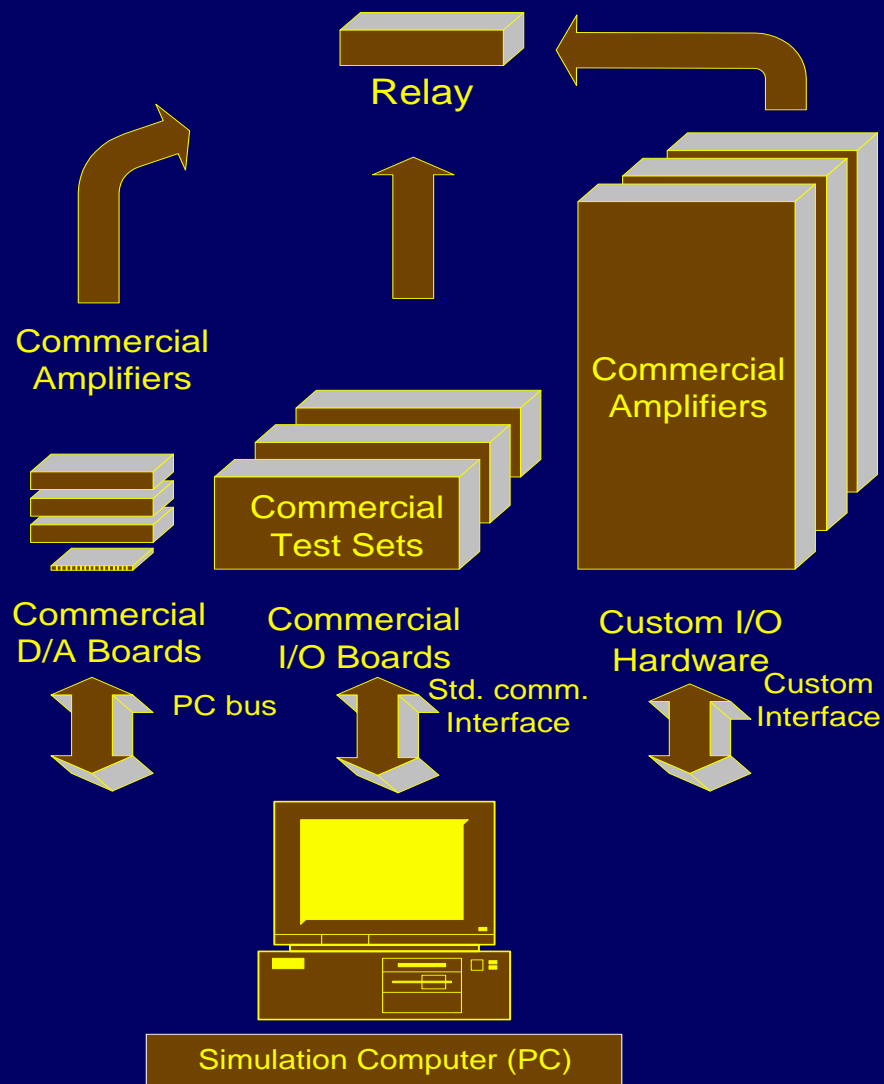 Relay
Commercial
Amplifiers
Commercial
Amplifiers
Commercial
Test Sets
Commercial
D/A Boards
Commercial
I/O Boards
Custom I/O
Hardware
PC bus
Std. comm.
Interface
Custom
Interface
Simulation Computer (PC)